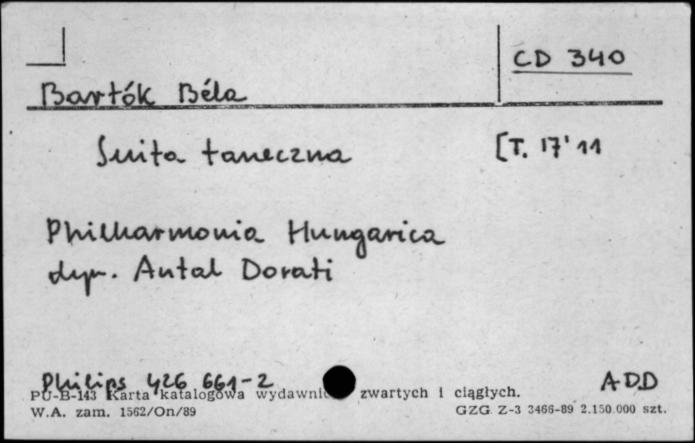 CD 340
Bartók Béla
Suita taneczna [T. 17'11
Philharmonia Hungarica
dyr. Antal Dorati
Philips 426 661-2 ADD
PU-B-143 Karta katalogowa wydawnic zwartych i ciągłych.
W.A. zam. 1562/On/89 GZG. Z-3 3466-89 2.150.000 szt.